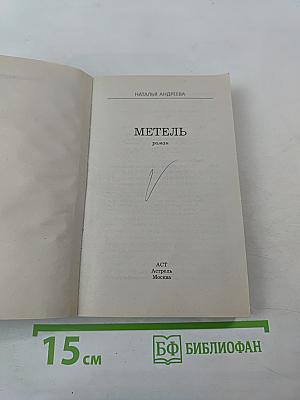 НАТАЛЬЯ АНДРЕЕВА
МЕТЕЛЬ
роман
АСТ
Астрель
Москва
15 см
БФ БИБЛИОФАН